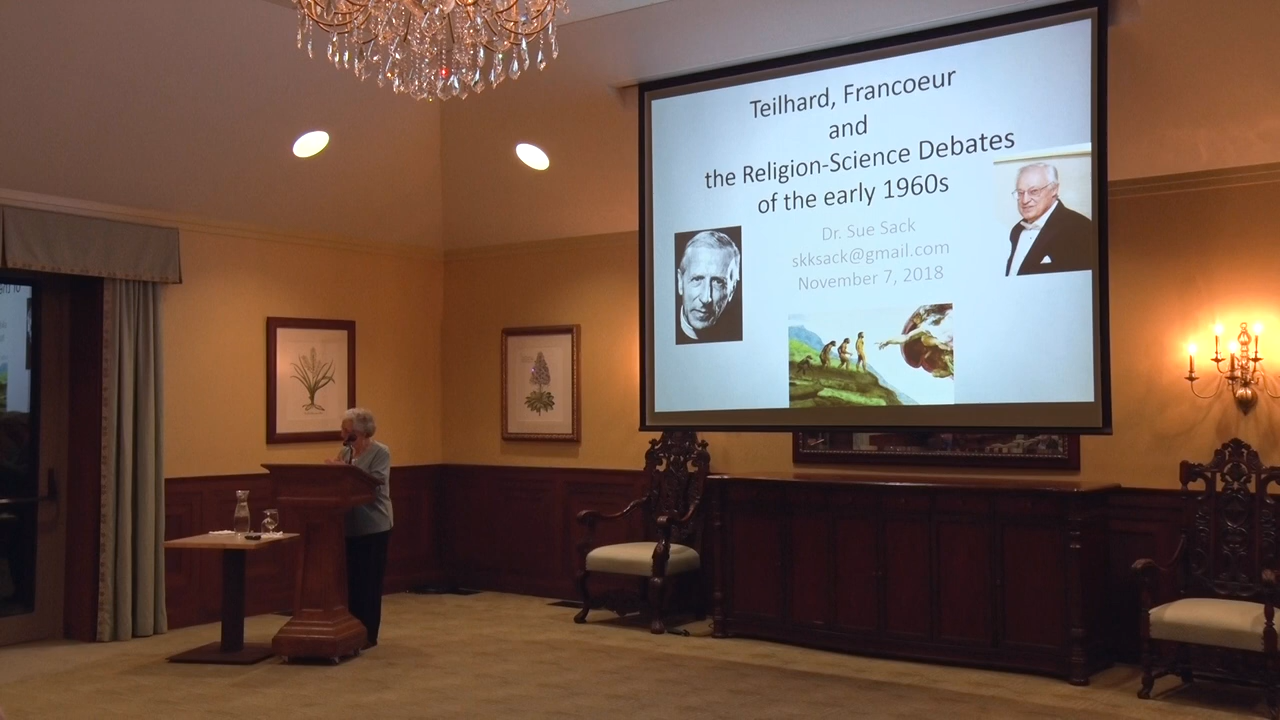 Teilhard, Francoeur
and
the Religion-Science Debates
of the early 1960s
Dr. Sue Sack
skksack@gmail.com
November 7, 2018